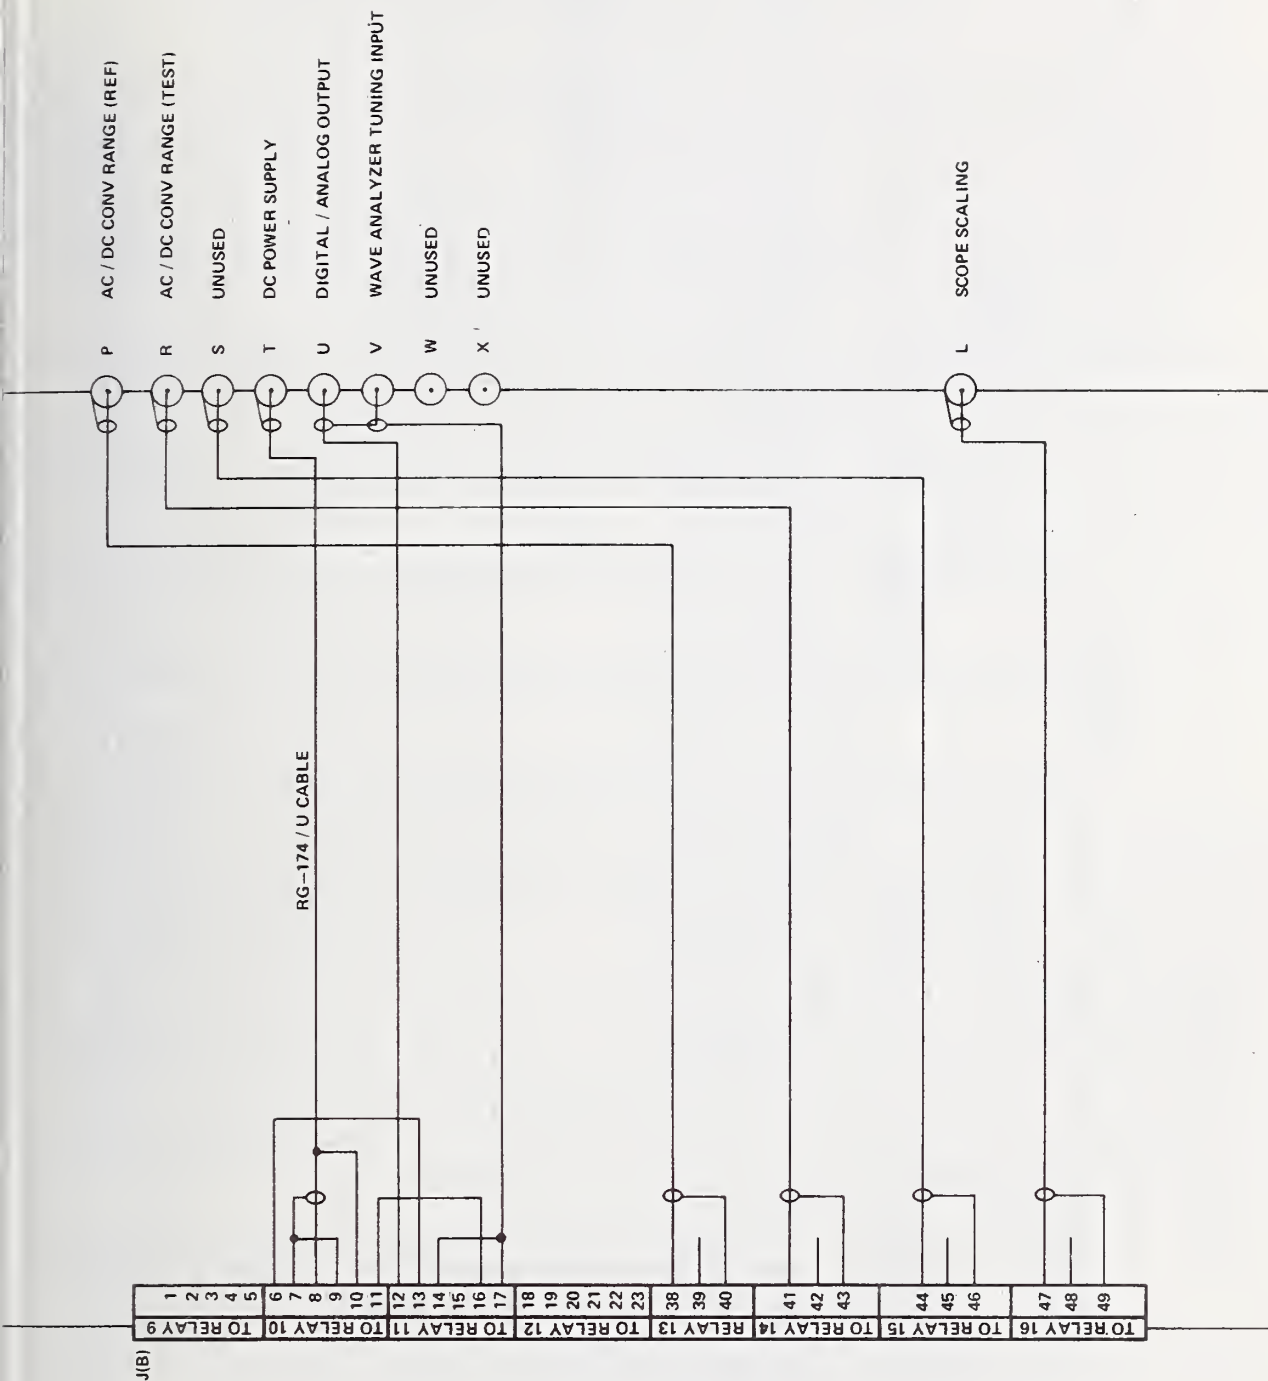 P AC / DC CONV RANGE (REF)
R AC / DC CONV RANGE (TEST)
S UNUSED
T DC POWER SUPPLY
U DIGITAL / ANALOG OUTPUT
V WAVE ANALYZER TUNING INPUT
W UNUSED
X UNUSED
L SCOPE SCALING
RG-174 / U CABLE
J(B)
TO RELAY 9
1
2
3
4
5
TO RELAY 10
6
7
8
9
10
11
TO RELAY 11
12
13
14
15
16
17
TO RELAY 12
18
19
20
21
22
23
RELAY 13
38
39
40
TO RELAY 14
41
42
43
TO RELAY 15
44
45
46
TO RELAY 16
47
48
49